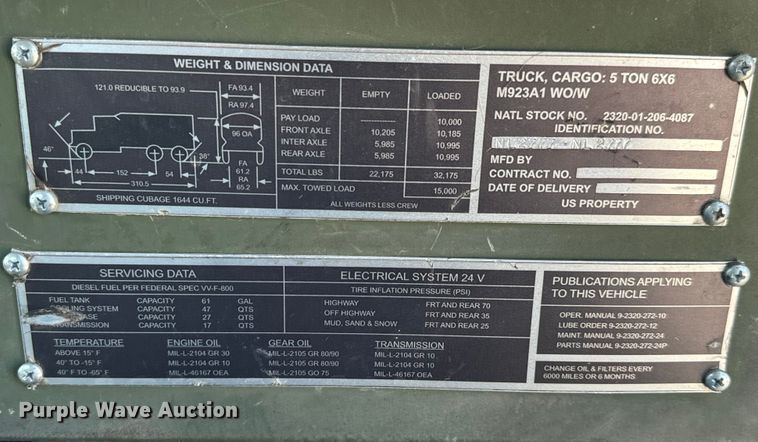 WEIGHT & DIMENSION DATA
121.0 REDUCIBLE TO 93.9
FA 93.4
RA 97.4
96 OA
46°
38°
44
152
54
310.5
FA
61.2
RA
65.2
SHIPPING CUBAGE 1644 CU.FT.
WEIGHT EMPTY LOADED
PAY LOAD 10,000
FRONT AXLE 10,205 10,185
INTER AXLE 5,985 10,995
REAR AXLE 5,985 10,995
TOTAL LBS 22,175 32,175
MAX. TOWED LOAD 15,000
ALL WEIGHTS LESS CREW
TRUCK, CARGO: 5 TON 6X6
M923A1 WO/W
NATL STOCK NO. 2320-01-206-4087
IDENTIFICATION NO.
MFD BY
CONTRACT NO.
DATE OF DELIVERY
US PROPERTY
SERVICING DATA
DIESEL FUEL PER FEDERAL SPEC VV-F-800
FUEL TANK CAPACITY 61 GAL
SYSTEM CAPACITY 47 QTS
CAPACITY 27 QTS
CAPACITY 17 QTS
ELECTRICAL SYSTEM 24 V
TIRE INFLATION PRESSURE (PSI)
HIGHWAY FRT AND REAR 70
OFF HIGHWAY FRT AND REAR 35
MUD, SAND & SNOW FRT AND REAR 25
TEMPERATURE ENGINE OIL GEAR OIL TRANSMISSION
ABOVE 15° F MIL-L-2104 GR 30 MIL-L-2105 GR 80/90 MIL-L-2104 GR 10
40° TO -15° F MIL-L-2104 GR 10 MIL-L-2105 GR 80/90 MIL-L-2104 GR 10
40° F TO -65° F MIL-L-46167 OEA MIL-L-2105 GO 75 MIL-L-46167 OEA
PUBLICATIONS APPLYING
TO THIS VEHICLE
OPER. MANUAL 9-2320-272-10
LUBE ORDER 9-2320-272-12
MAINT. MANUAL 9-2320-272-24
PARTS MANUAL 9-2320-272-24P
CHANGE OIL & FILTERS EVERY
6000 MILES OR 6 MONTHS
Purple Wave Auction